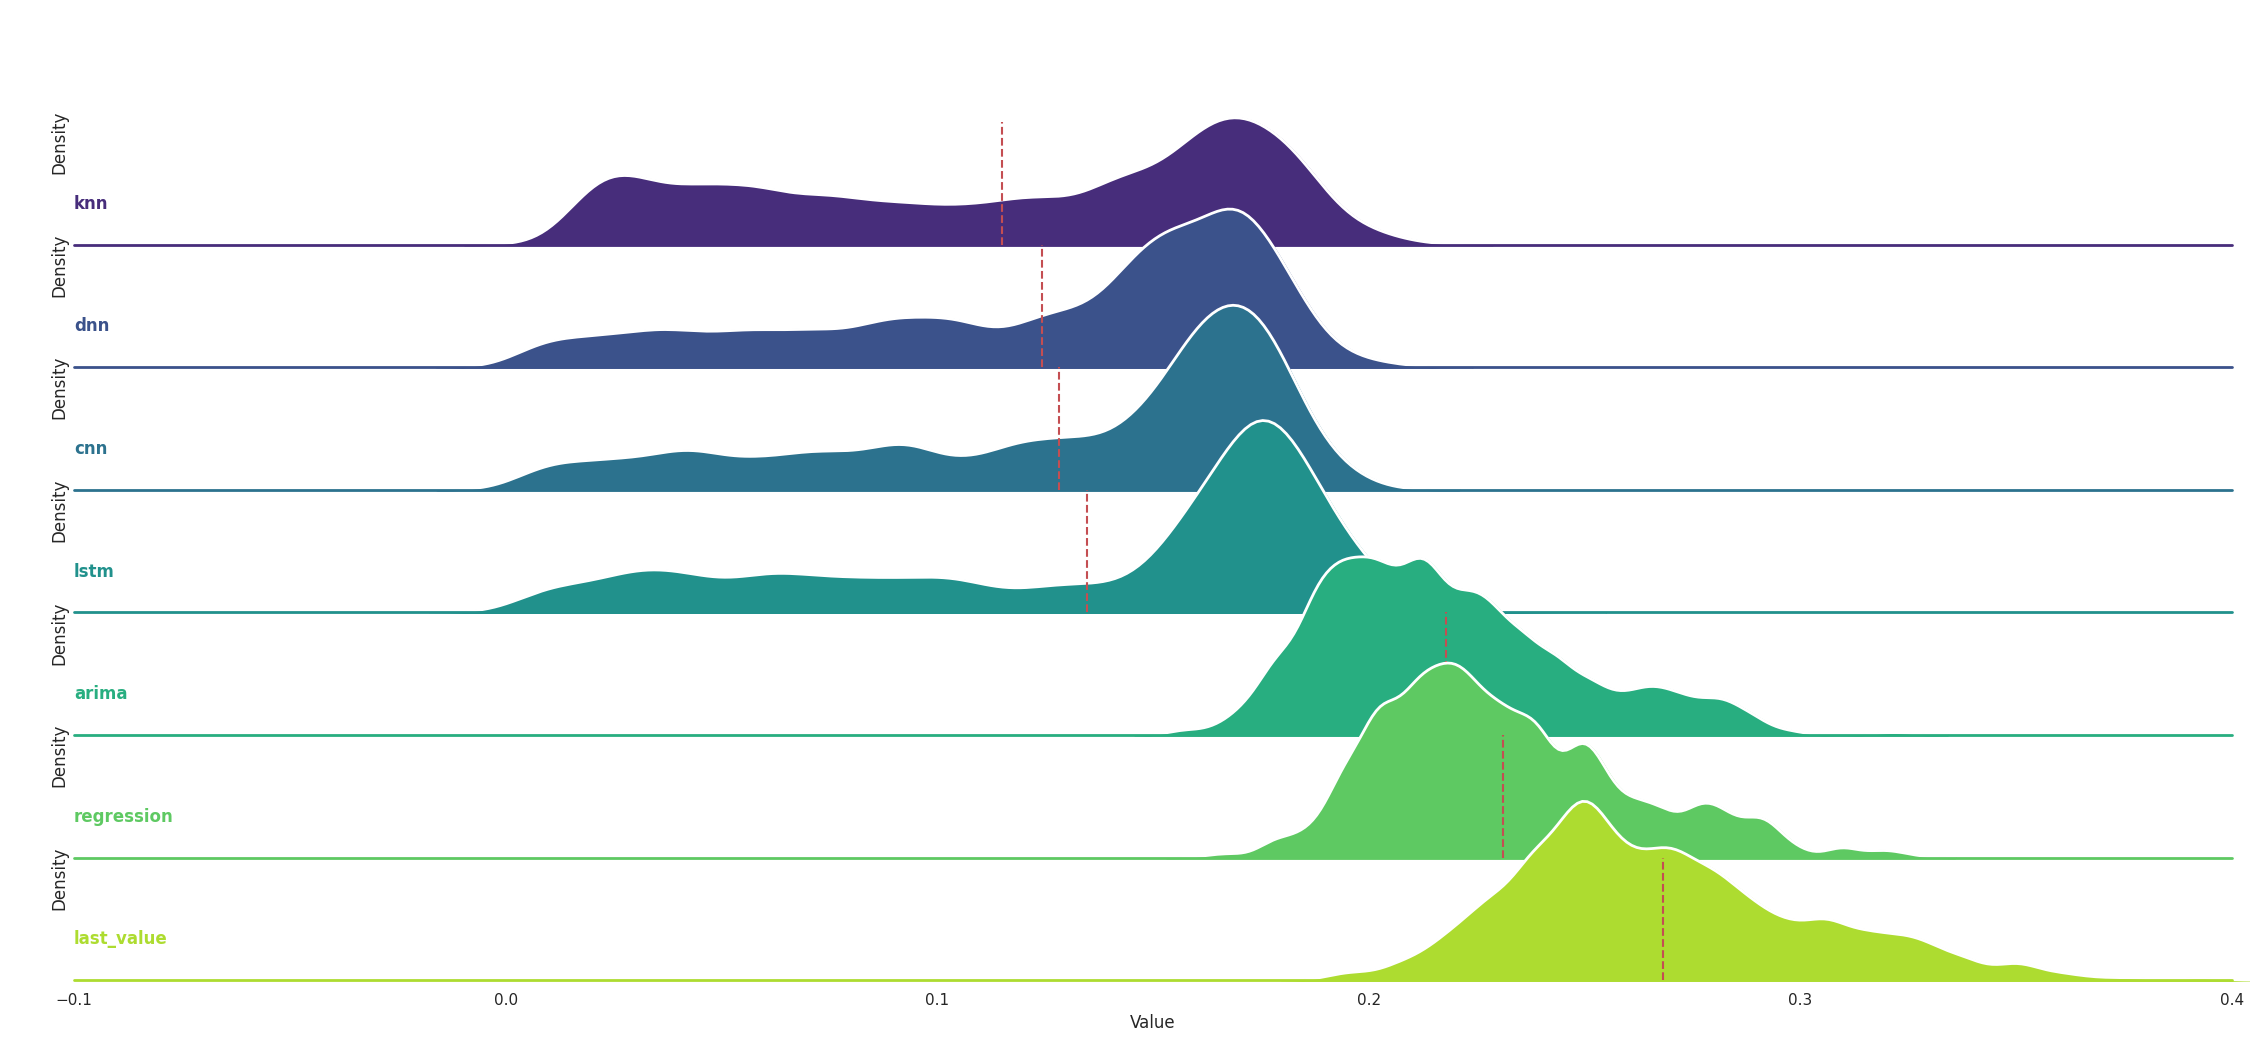 Density
knn
Density
dnn
Density
cnn
Density
lstm
Density
arima
Density
regression
Density
last_value
−0.1 0.0 0.1 0.2 0.3 0.4
Value